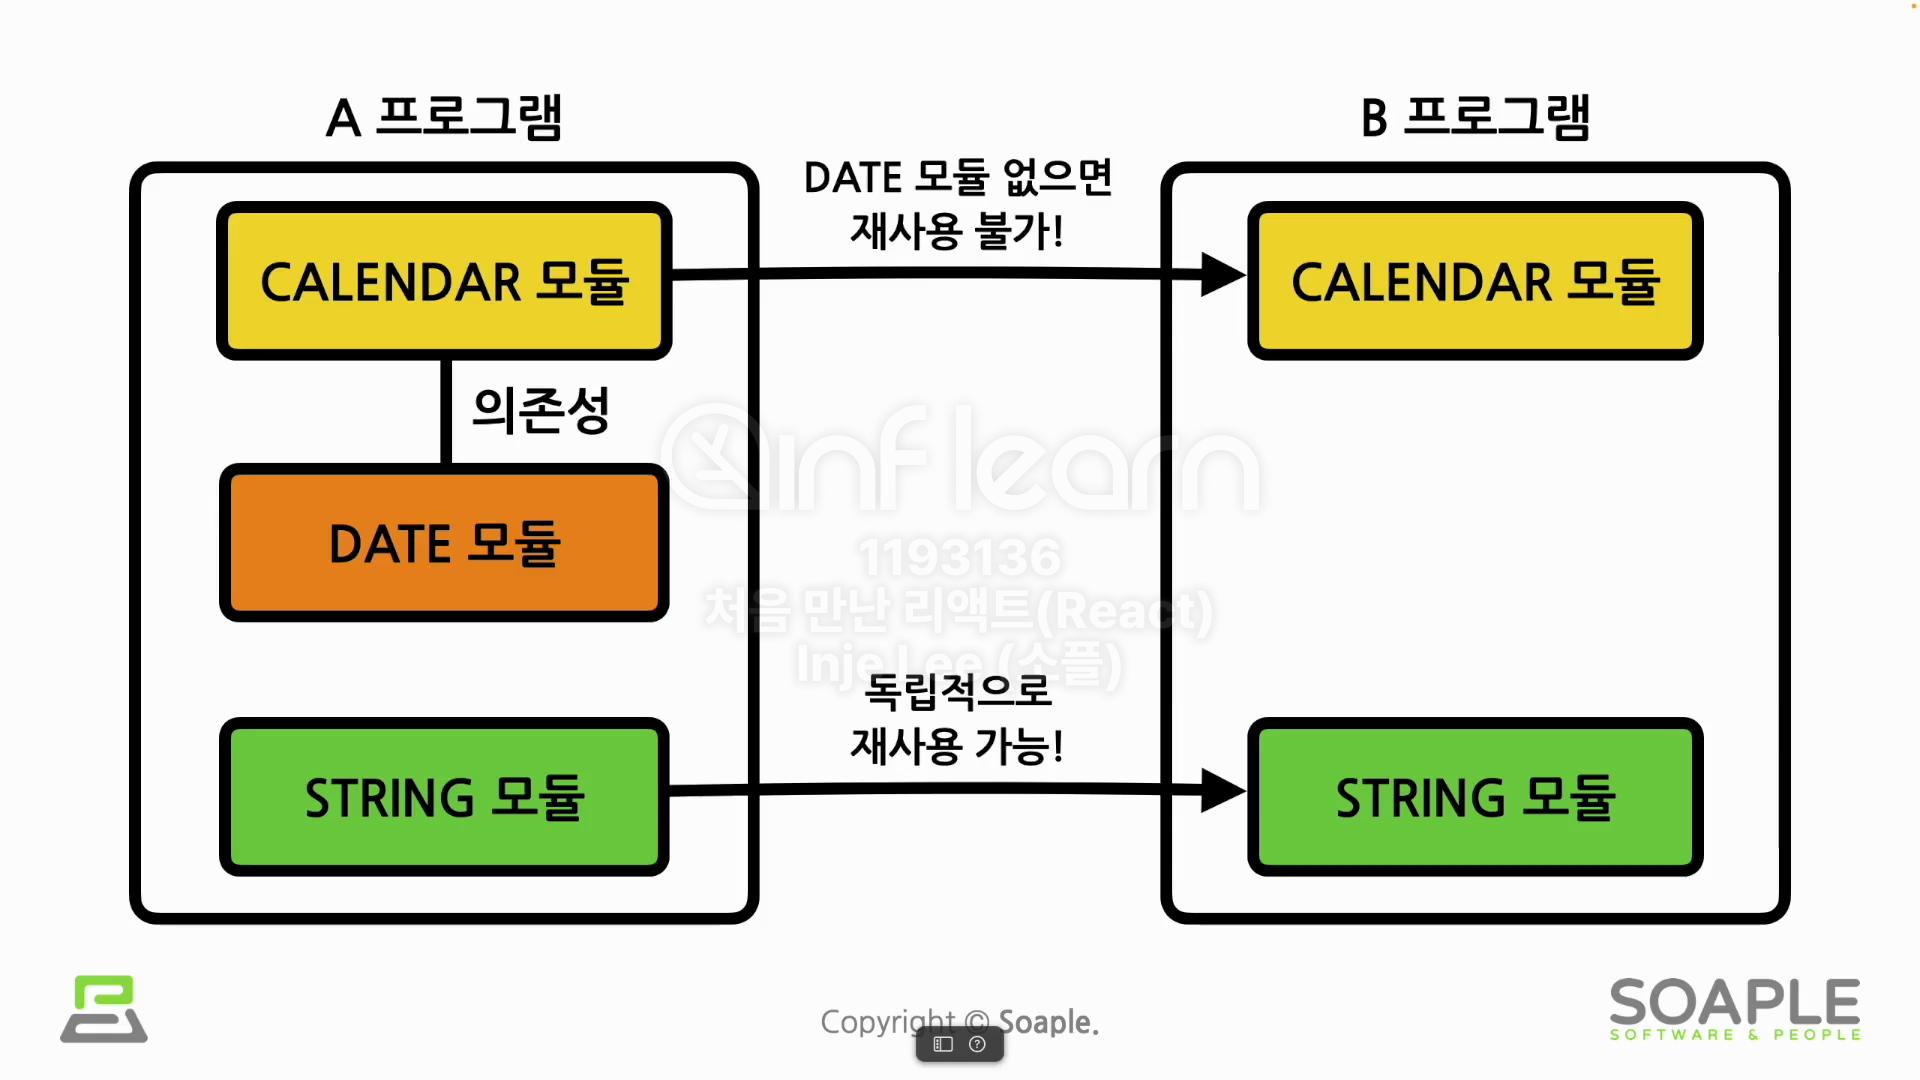 A 프로그램
B 프로그램
DATE 모듈 없으면
재사용 불가!
CALENDAR 모듈
CALENDAR 모듈
의존성
inflearn
DATE 모듈
1193136
처음 만난 리액트(React)
Inje Lee (소플)
독립적으로
재사용 가능!
STRING 모듈
STRING 모듈
Copyright © Soaple.
SOAPLE
SOFTWARE & PEOPLE